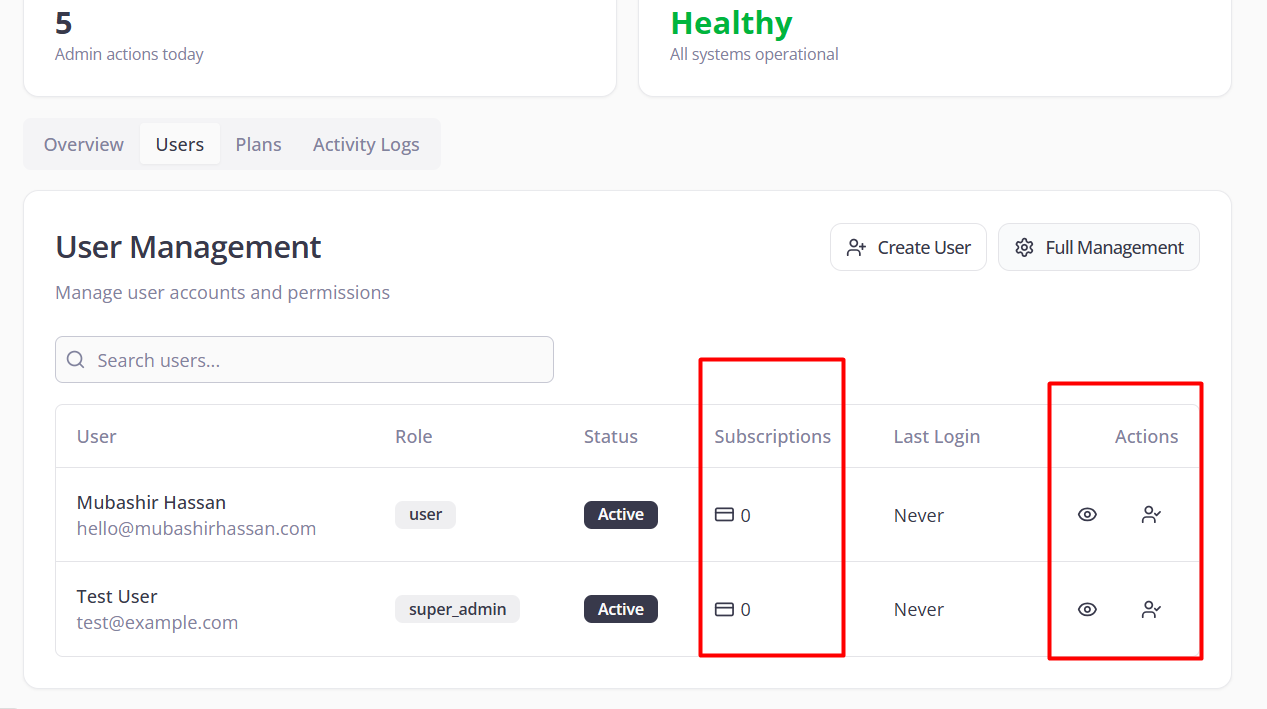 5
Admin actions today
Healthy
All systems operational
Overview Users Plans Activity Logs
User Management
Manage user accounts and permissions
Create User
Full Management
Search users...
User Role Status Subscriptions Last Login Actions
Mubashir Hassan
hello@mubashirhassan.com
user Active 0 Never
Test User
test@example.com
super_admin Active 0 Never